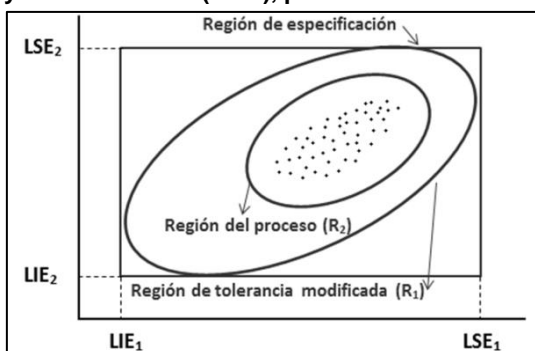 Región de especificación
LSE₂
Región del proceso (R₂)
LIE₂
Región de tolerancia modificada (R₁)
LIE₁ LSE₁